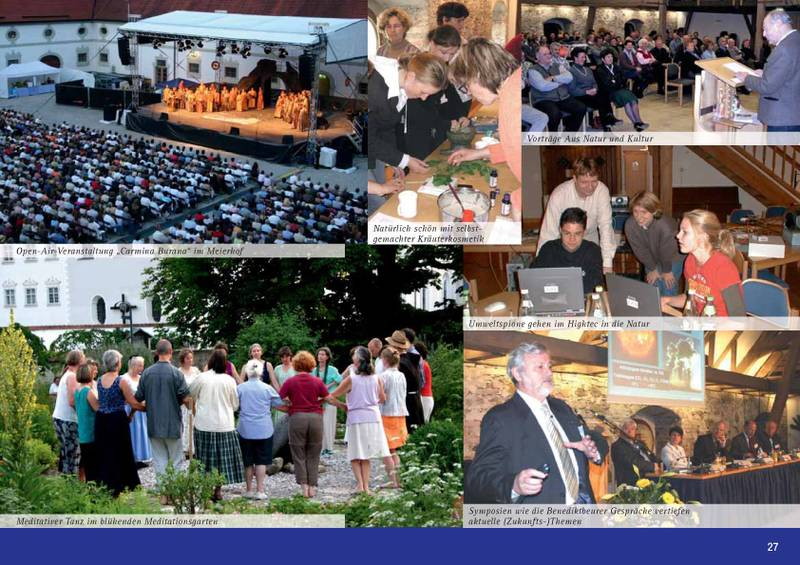 Open-Air-Veranstaltung „Carmina Burana“ im Meierhof
Natürlich schön mit selbst-
gemachter Kräuterkosmetik
Vorträge Aus Natur und Kultur
Umweltspione gehen im Higktec in die Natur
Meditativer Tanz im blühenden Meditationsgarten
Symposien wie die Benediktbeurer Gespräche vertiefen
aktuelle (Zukunfts-)Themen
27